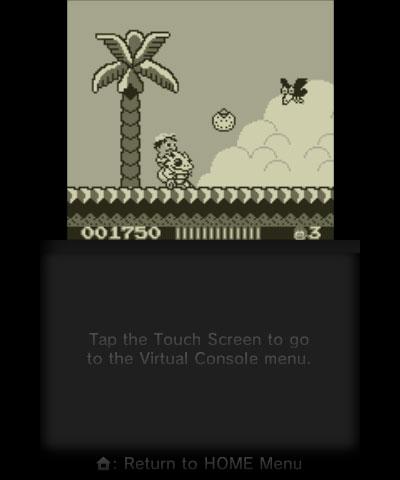 001750 3
Tap the Touch Screen to go
to the Virtual Console menu.
: Return to HOME Menu